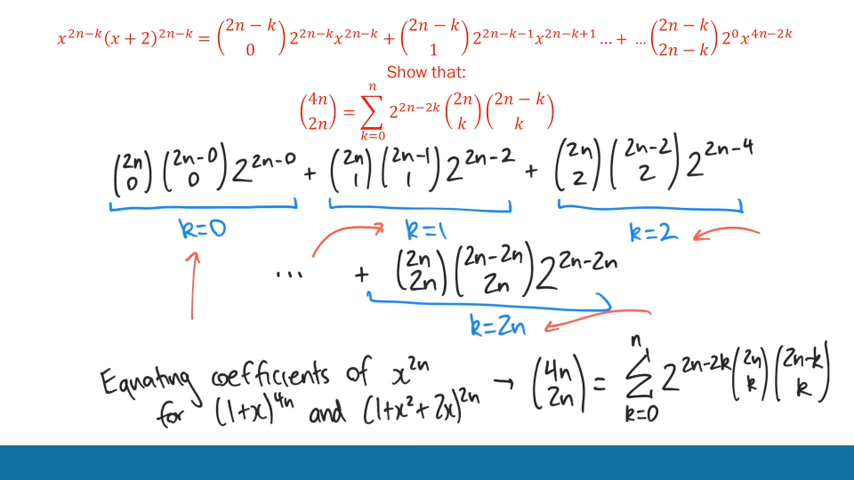 x^{2n-k}(x + 2)^{2n-k} = \binom{2n-k}{0} 2^{2n-k} x^{2n-k} + \binom{2n-k}{1} 2^{2n-k-1} x^{2n-k+1} ... + ... \binom{2n-k}{2n-k} 2^0 x^{4n-2k}
Show that:
\binom{4n}{2n} = \sum_{k=0}^{n} 2^{2n-2k} \binom{2n}{k} \binom{2n-k}{k}
\binom{2n}{0} \binom{2n-0}{0} 2^{2n-0} + \binom{2n}{1} \binom{2n-1}{1} 2^{2n-2} + \binom{2n}{2} \binom{2n-2}{2} 2^{2n-4}
k=0 k=1 k=2
... + \binom{2n}{2n} \binom{2n-2n}{2n} 2^{2n-2n}
k=2n
Equating coefficients of x^{2n} → \binom{4n}{2n} = \sum_{k=0}^{n} 2^{2n-2k} \binom{2n}{k} \binom{2n-k}{k}
for (1+x)^{4n} and (1+x^2+2x)^{2n}